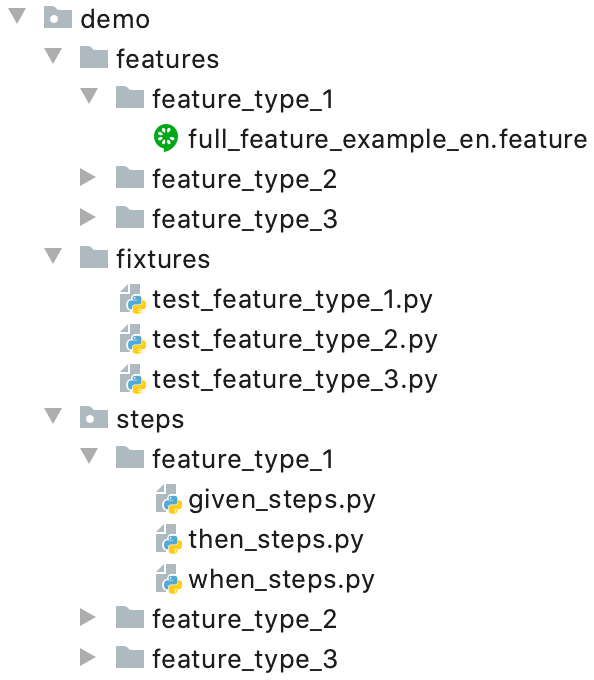 demo
features
feature_type_1
full_feature_example_en.feature
feature_type_2
feature_type_3
fixtures
test_feature_type_1.py
test_feature_type_2.py
test_feature_type_3.py
steps
feature_type_1
given_steps.py
then_steps.py
when_steps.py
feature_type_2
feature_type_3